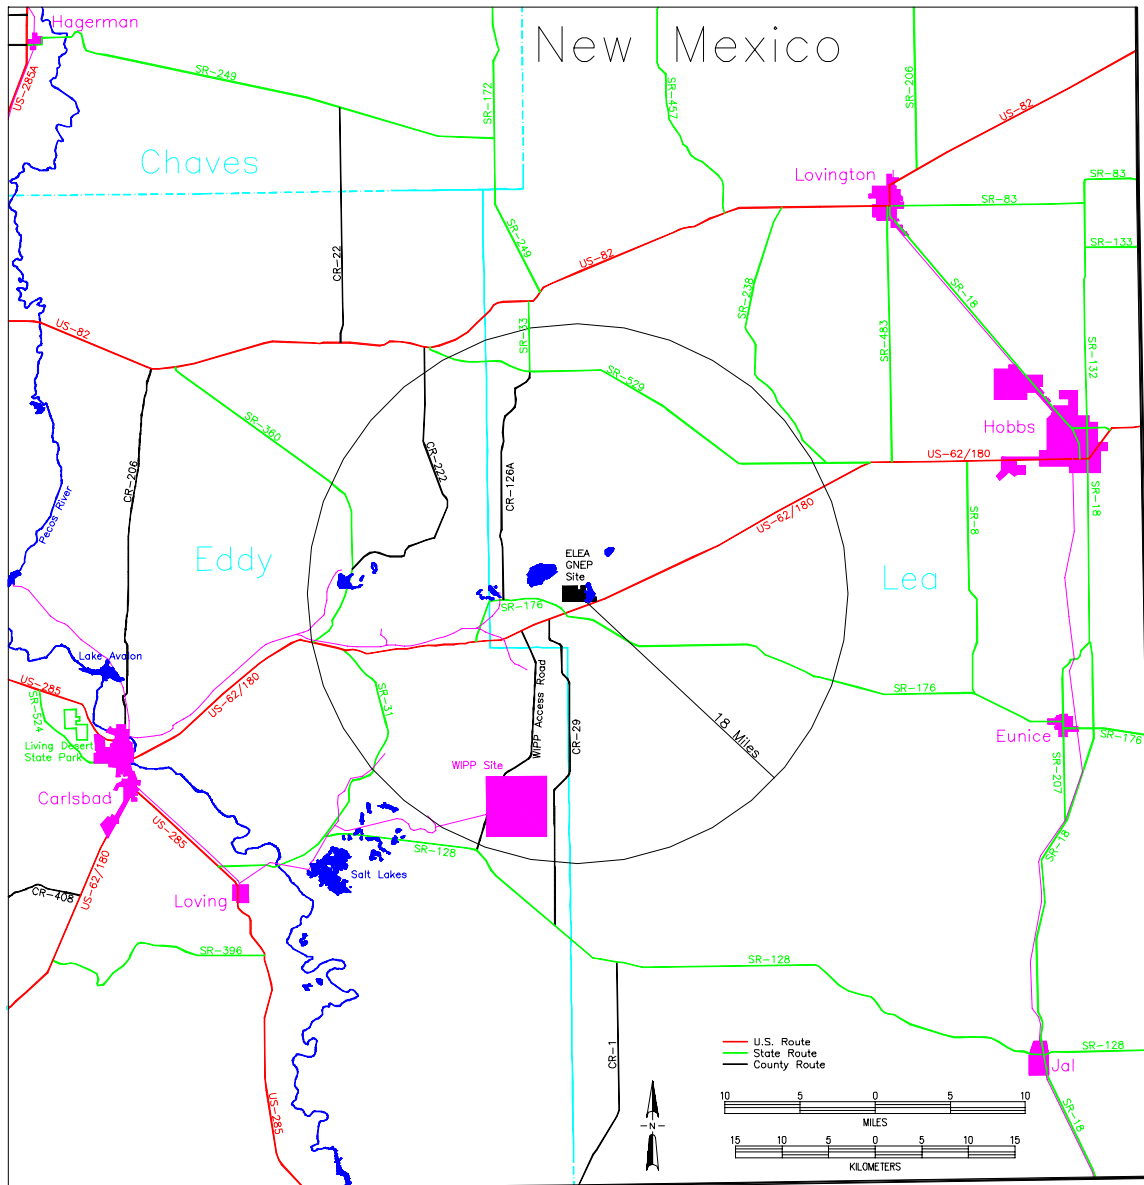 Hagerman
New Mexico
US-285A
SR-249
SR-172
SR-457
SR-206
US-82
Chaves
Lovington
SR-83
SR-83
SR-133
CR-22
SR-249
US-82
SR-238
SR-18
SR-483
SR-132
US-82
SR-33
SR-529
SR-360
CR-206
CR-222
CR-126A
Hobbs
US-62/180
SR-18
Pecos River
US-62/180
SR-8
Eddy
ELEA
GNEP
Site
Lea
SR-176
Lake Avalon
US-285
SR-524
US-62/180
SR-31
WIPP Access Road
CR-29
SR-176
18 Miles
Eunice
SR-176
Living Desert
State Park
WIPP Site
SR-207
Carlsbad
US-285
SR-128
SR-18
US-62/180
Salt Lakes
CR-408
Loving
SR-396
SR-128
CR-1
U.S. Route
State Route
County Route
SR-128
Jal
US-285
SR-18
N
10 5 0 5 10
MILES
15 10 5 0 5 10 15
KILOMETERS